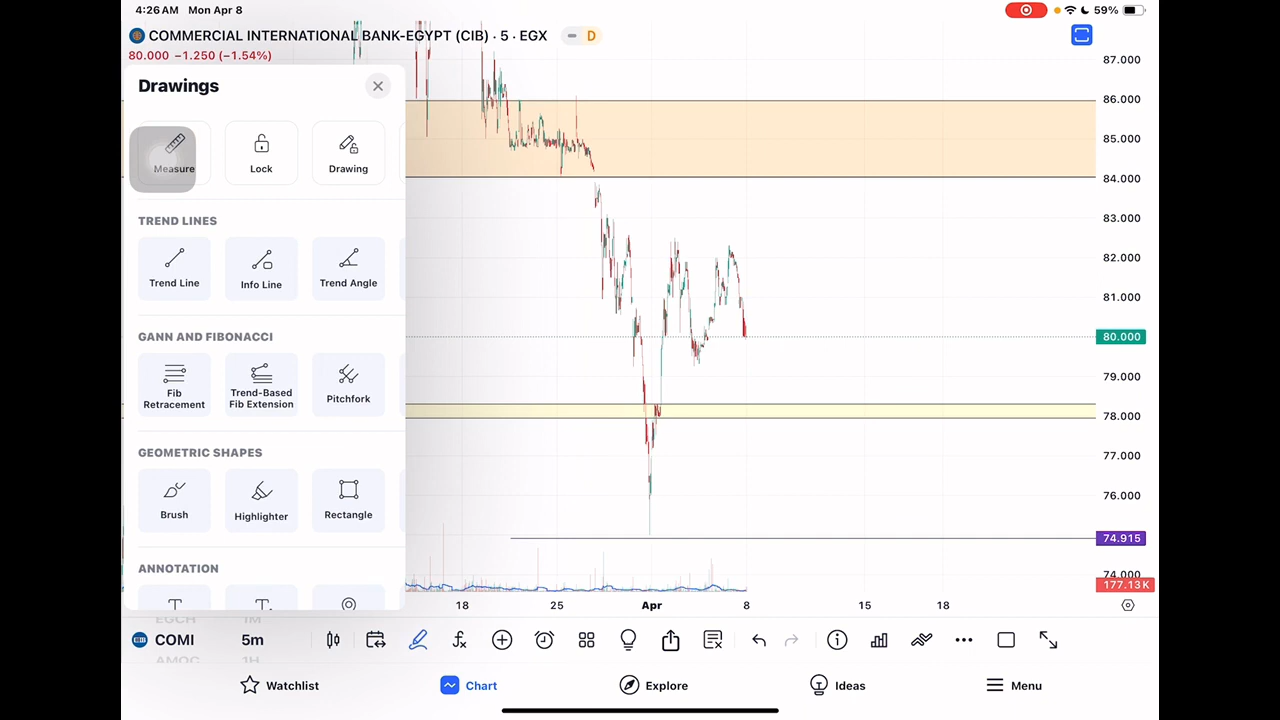 4:26 AM Mon Apr 8
59%
COMMERCIAL INTERNATIONAL BANK-EGYPT (CIB) · 5 · EGX
D
80.000 −1.250 (−1.54%)
Drawings
Measure
Lock
Drawing
TREND LINES
Trend Line
Info Line
Trend Angle
GANN AND FIBONACCI
Fib Retracement
Trend-Based Fib Extension
Pitchfork
GEOMETRIC SHAPES
Brush
Highlighter
Rectangle
ANNOTATION
87.000
86.000
85.000
84.000
83.000
82.000
81.000
80.000
79.000
78.000
77.000
76.000
74.915
74.000
177.13K
18
25
Apr
8
15
18
EGCH
1M
COMI
5m
AMOC
1H
Watchlist
Chart
Explore
Ideas
Menu